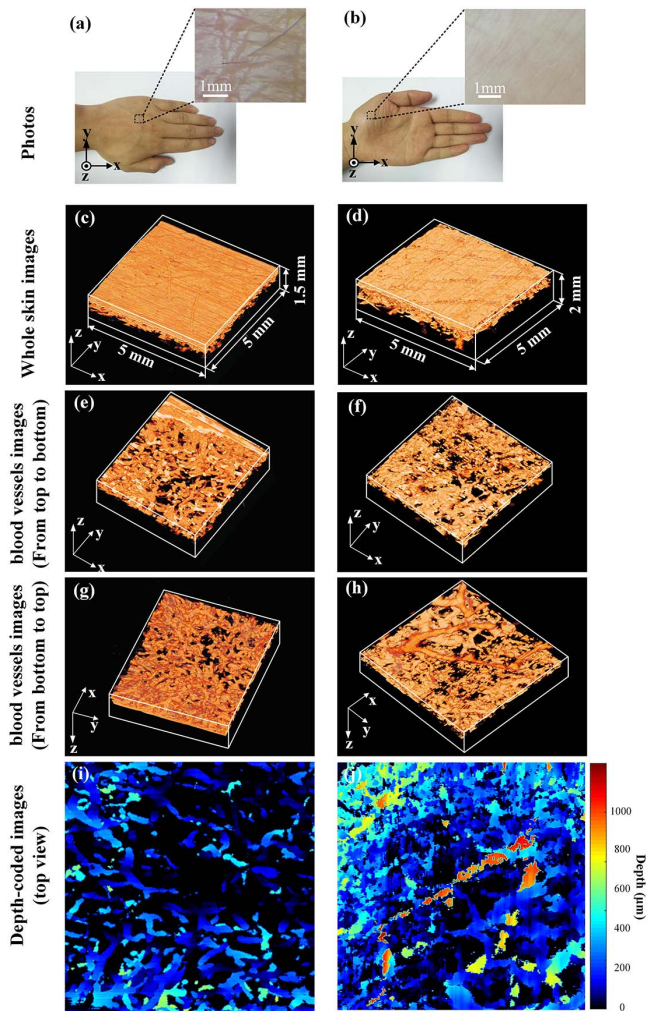 (a)
(b)
1mm
1mm
Photos
y
x
z
y
x
z
(c)
(d)
Whole skin images
1.5 mm
2 mm
5 mm
5 mm
5 mm
5 mm
z
y
x
z
y
x
(e)
(f)
blood vessels images
(From top to bottom)
z
y
x
z
y
x
(g)
(h)
blood vessels images
(From bottom to top)
x
y
z
x
y
z
(i)
(j)
Depth-coded images
(top view)
1000
800
600
400
200
0
Depth (μm)